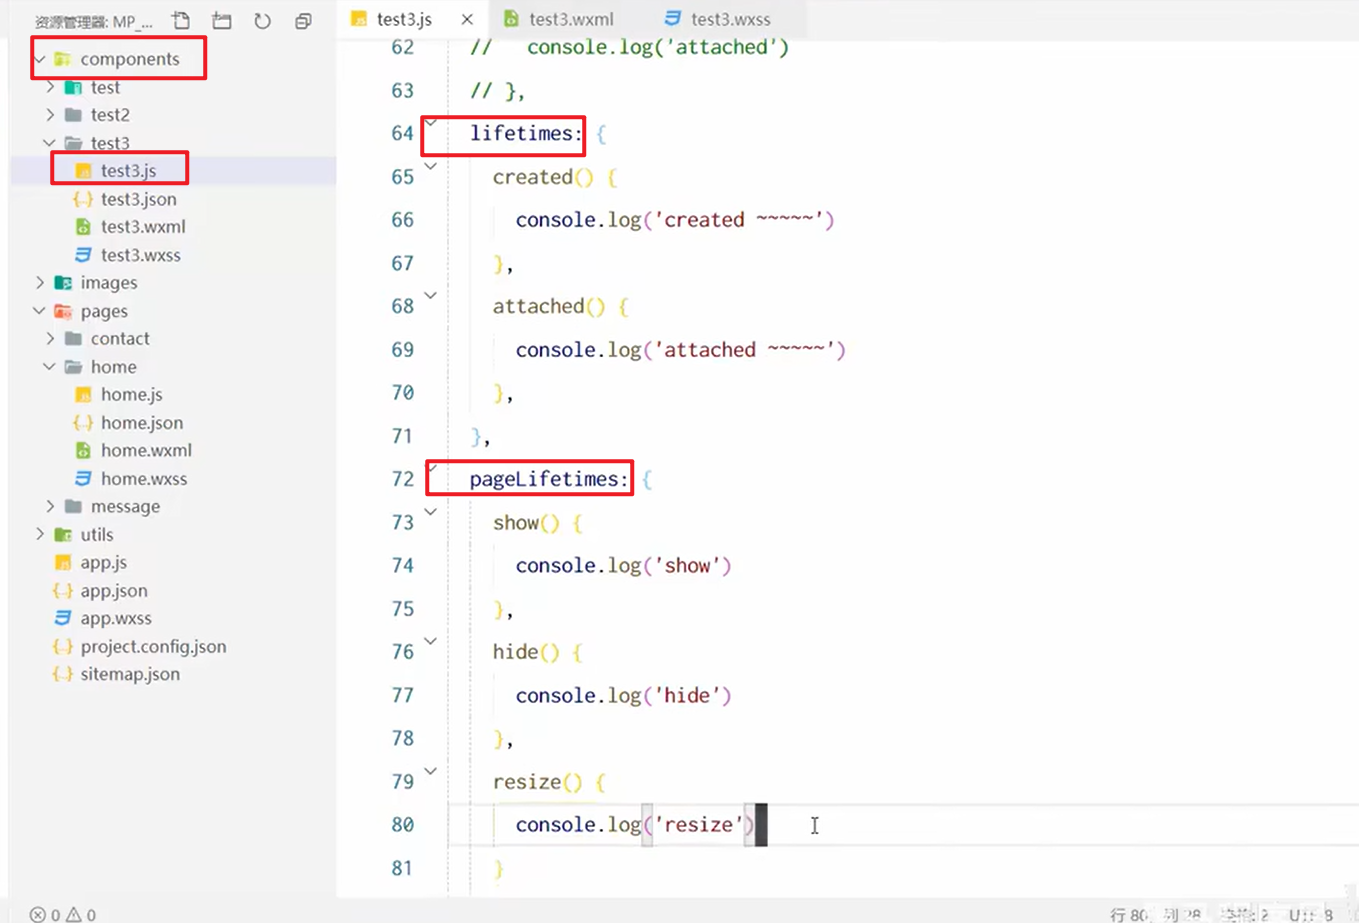 资源管理器: MP_...
components
test
test2
test3
test3.js
test3.json
test3.wxml
test3.wxss
images
pages
contact
home
home.js
home.json
home.wxml
home.wxss
message
utils
app.js
app.json
app.wxss
project.config.json
sitemap.json
0 0
test3.js test3.wxml test3.wxss
62 // console.log('attached')
63 // },
64 lifetimes: {
65 created() {
66 console.log('created ~~~~~')
67 },
68 attached() {
69 console.log('attached ~~~~~')
70 },
71 },
72 pageLifetimes: {
73 show() {
74 console.log('show')
75 },
76 hide() {
77 console.log('hide')
78 },
79 resize() {
80 console.log('resize')
81 }
行 80, 列 28